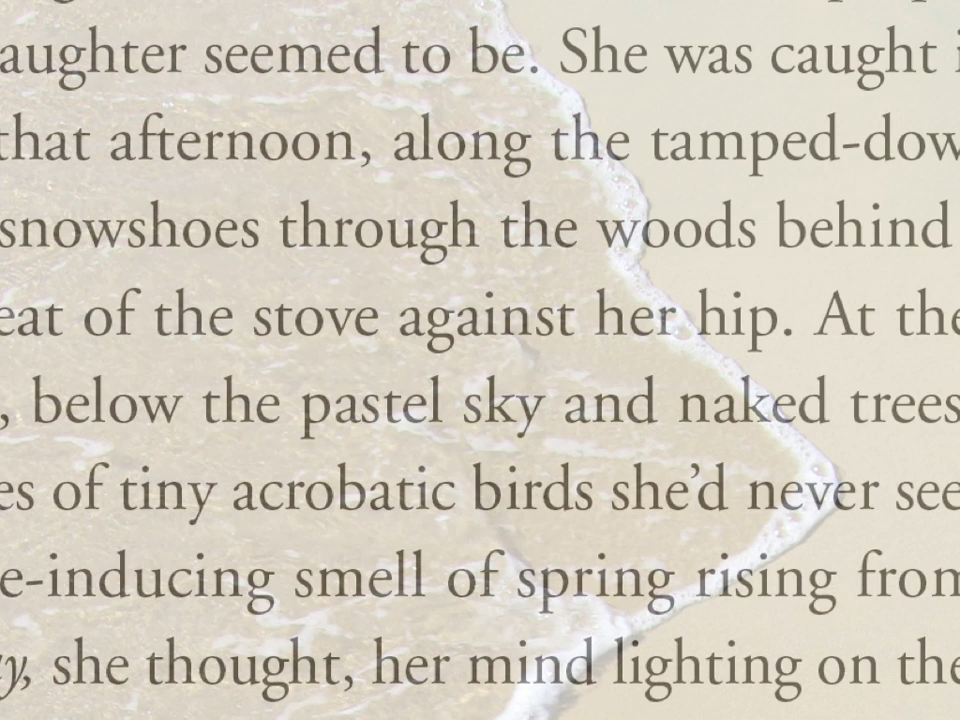 aughter seemed to be. She was caught
that afternoon, along the tamped-dow
snowshoes through the woods behind
eat of the stove against her hip. At the
, below the pastel sky and naked trees
es of tiny acrobatic birds she’d never see
e-inducing smell of spring rising from
y, she thought, her mind lighting on the